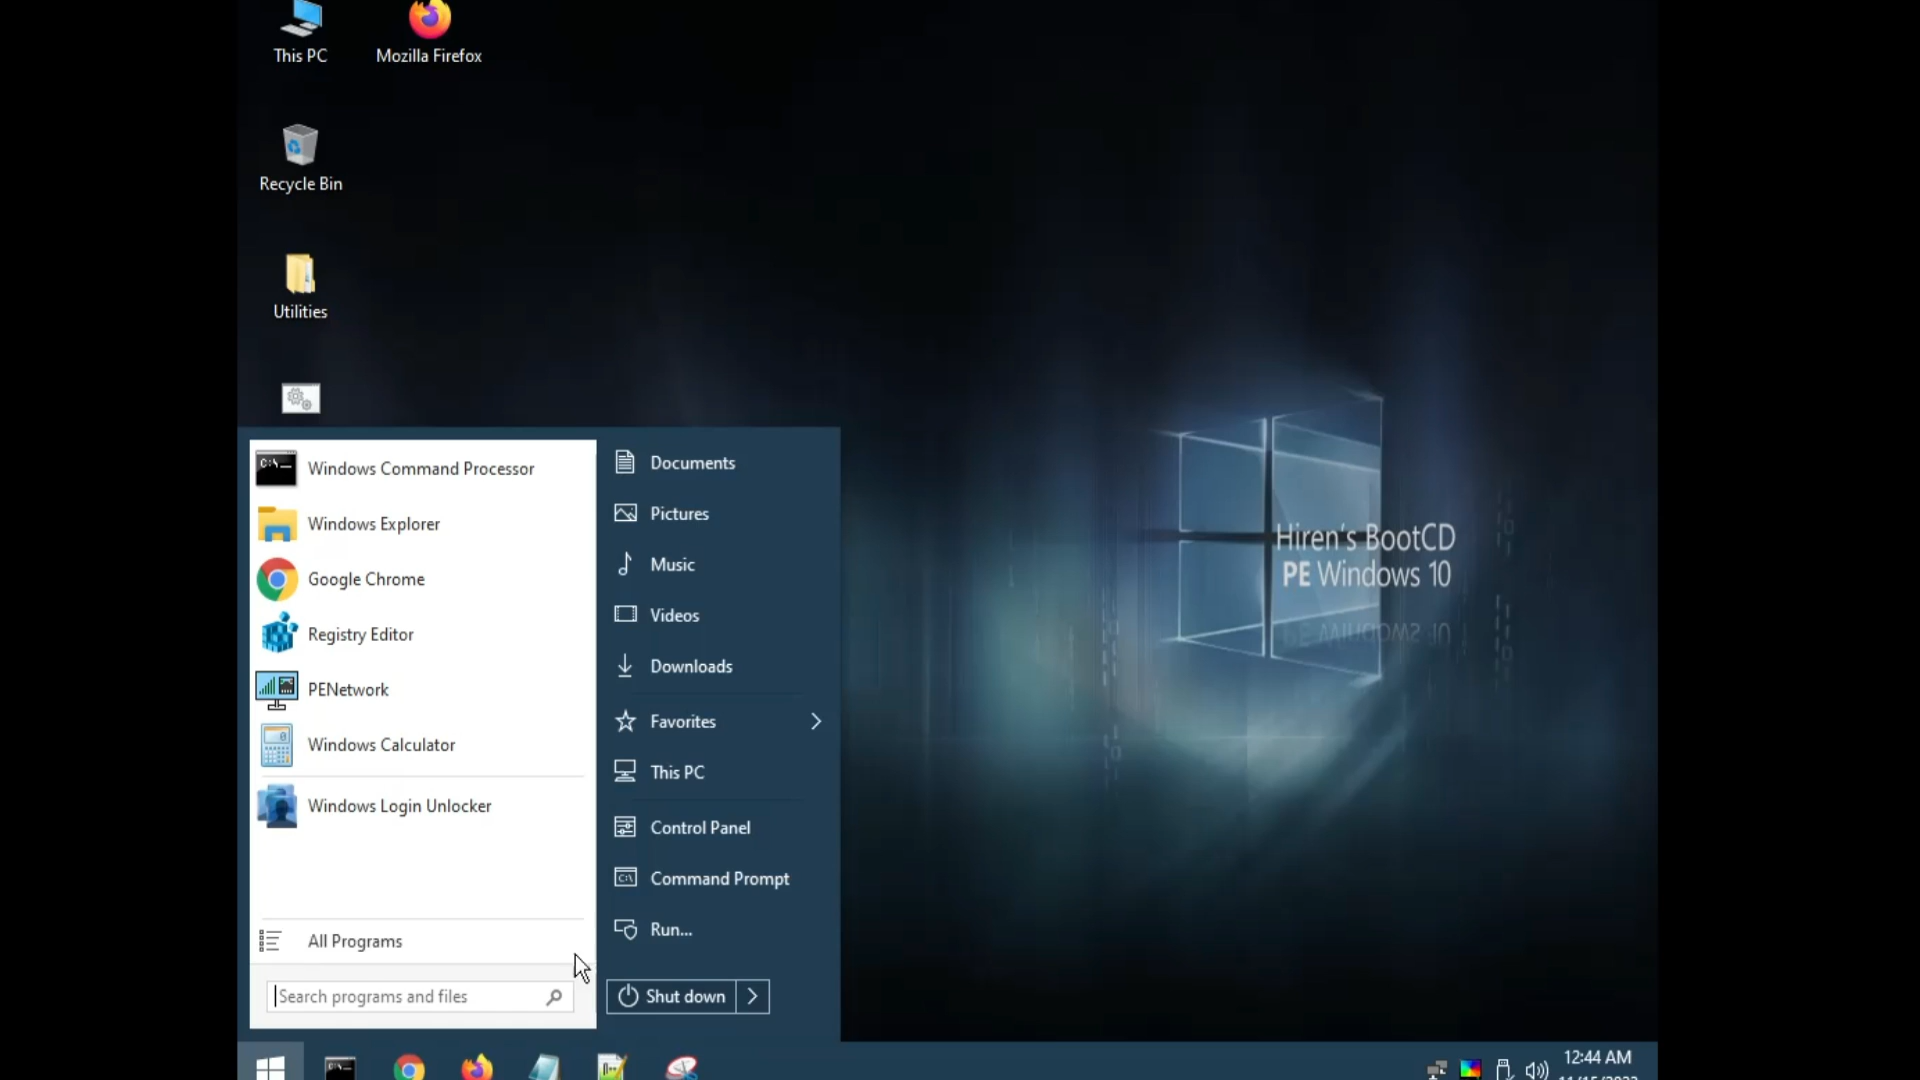 This PC
Mozilla Firefox
Recycle Bin
Utilities
Windows Command Processor
Windows Explorer
Google Chrome
Registry Editor
PENetwork
Windows Calculator
Windows Login Unlocker
All Programs
Search programs and files
Documents
Pictures
Music
Videos
Downloads
Favorites
This PC
Control Panel
Command Prompt
Run...
Shut down
Hiren's BootCD
PE Windows 10
12:44 AM